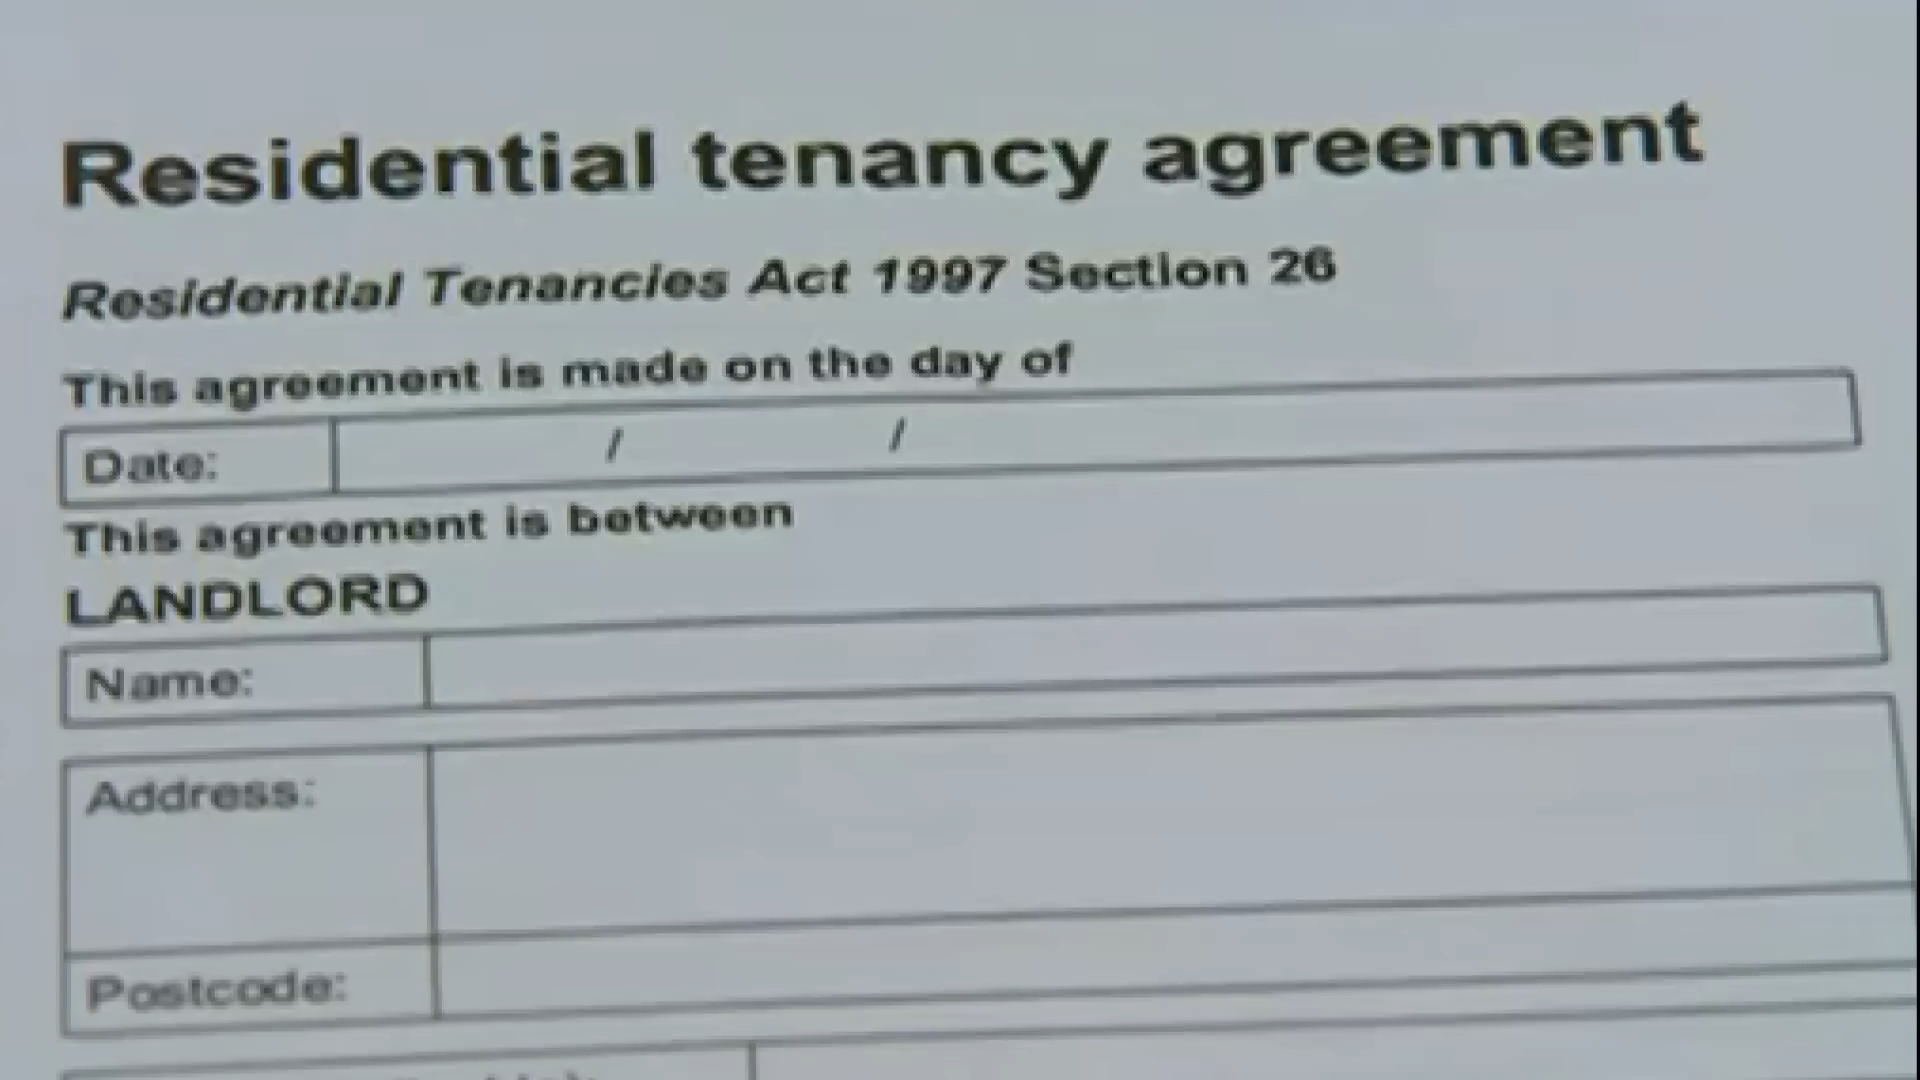 Residential tenancy agreement
Residential Tenancies Act 1997 Section 26
This agreement is made on the day of
Date: / /
This agreement is between
LANDLORD
Name:
Address:
Postcode: